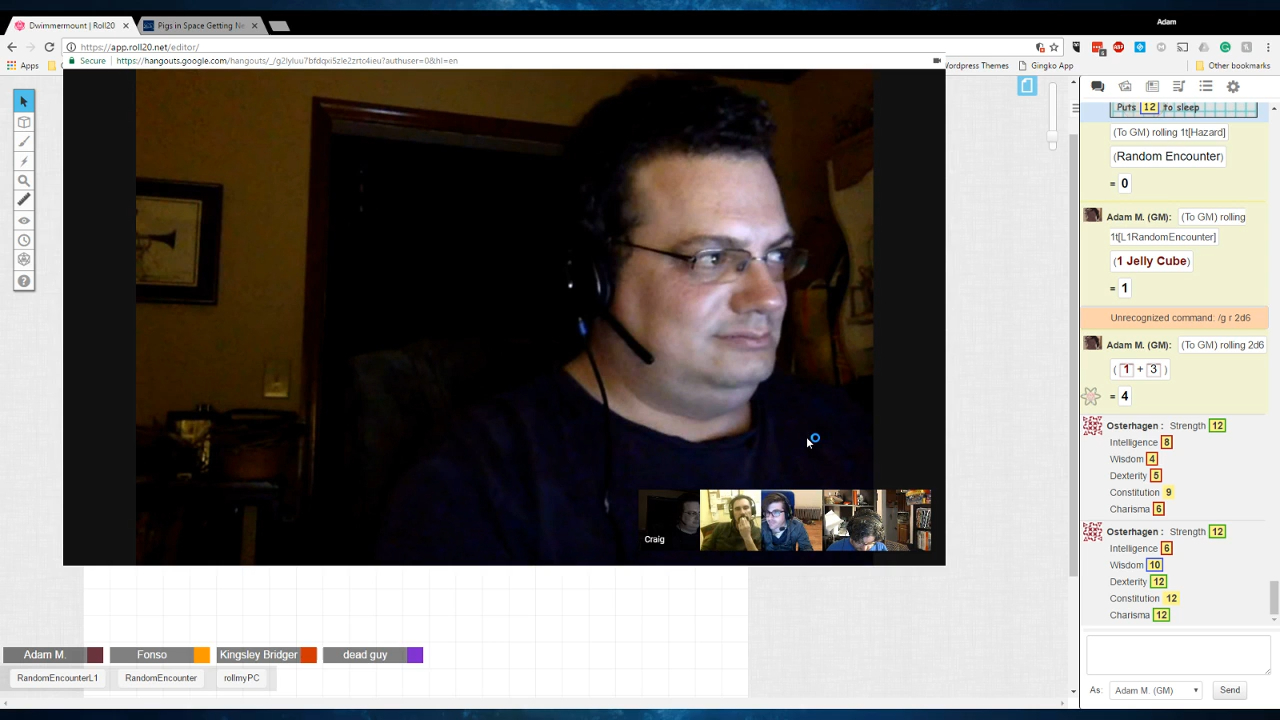 Adam
Dwimmermount | Roll20
Pigs in Space Getting Ne
https://app.roll20.net/editor/
Secure https://hangouts.google.com/hangouts/_/g2lyluu7bfdqxi5zle2zrtc4ieu?authuser=0&hl=en
Apps
Wordpress Themes
Gingko App
Other bookmarks
Puts 12 to sleep
(To GM) rolling 1t[Hazard]
(Random Encounter)
= 0
Adam M. (GM): (To GM) rolling
1t[L1RandomEncounter]
(1 Jelly Cube)
= 1
Unrecognized command: /g r 2d6
Adam M. (GM): (To GM) rolling 2d6
( 1 + 3 )
= 4
Osterhagen : Strength 12
Intelligence 8
Wisdom 4
Dexterity 5
Constitution 9
Charisma 6
Osterhagen : Strength 12
Intelligence 6
Wisdom 10
Dexterity 12
Constitution 12
Charisma 12
Craig
Adam M.
Fonso
Kingsley Bridger
dead guy
RandomEncounterL1
RandomEncounter
rollmyPC
As: Adam M. (GM)
Send